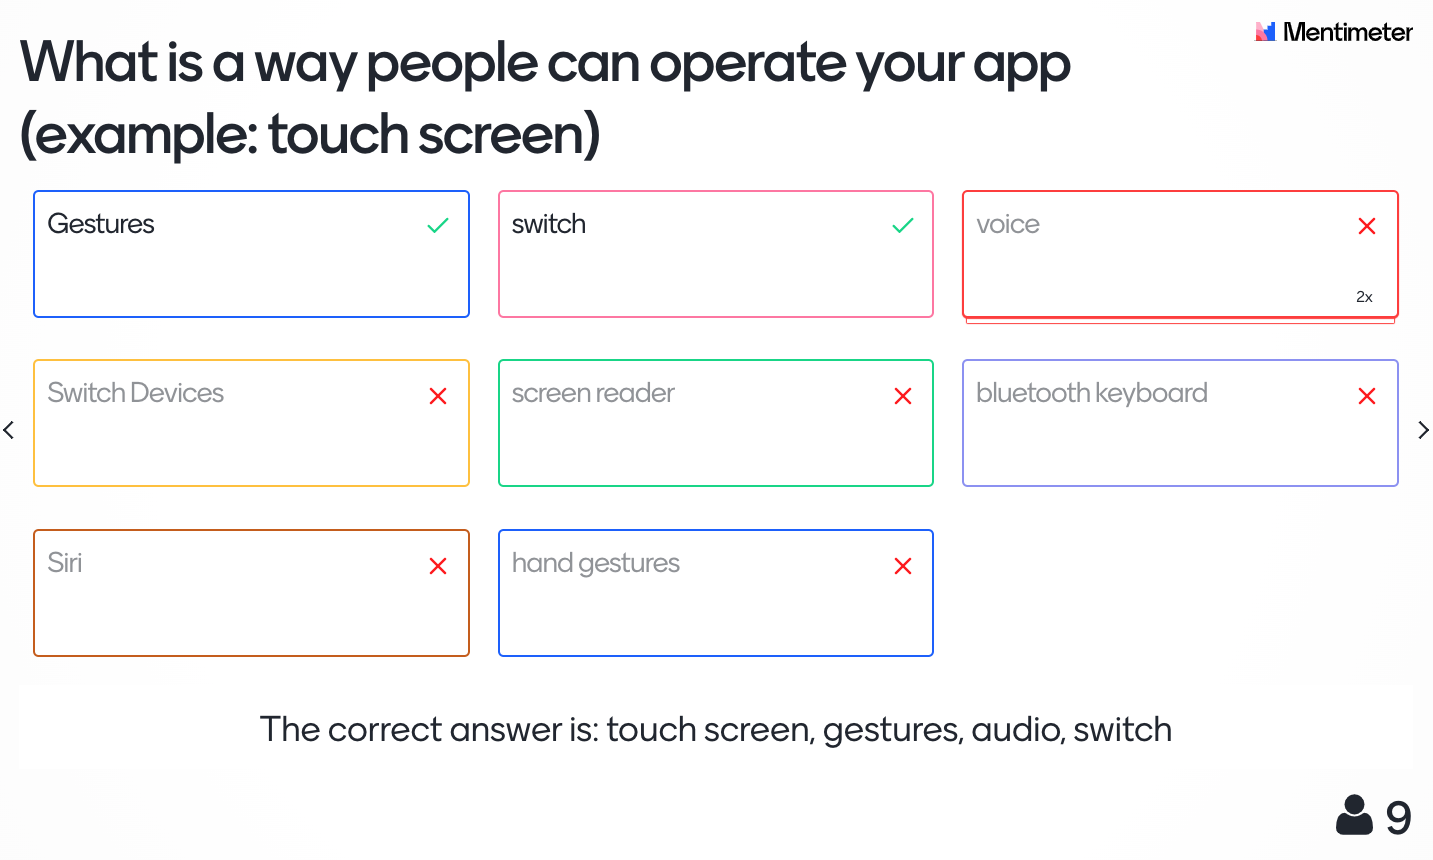 Mentimeter
What is a way people can operate your app
(example: touch screen)
Gestures
switch
voice
2x
Switch Devices
screen reader
bluetooth keyboard
Siri
hand gestures
The correct answer is: touch screen, gestures, audio, switch
9